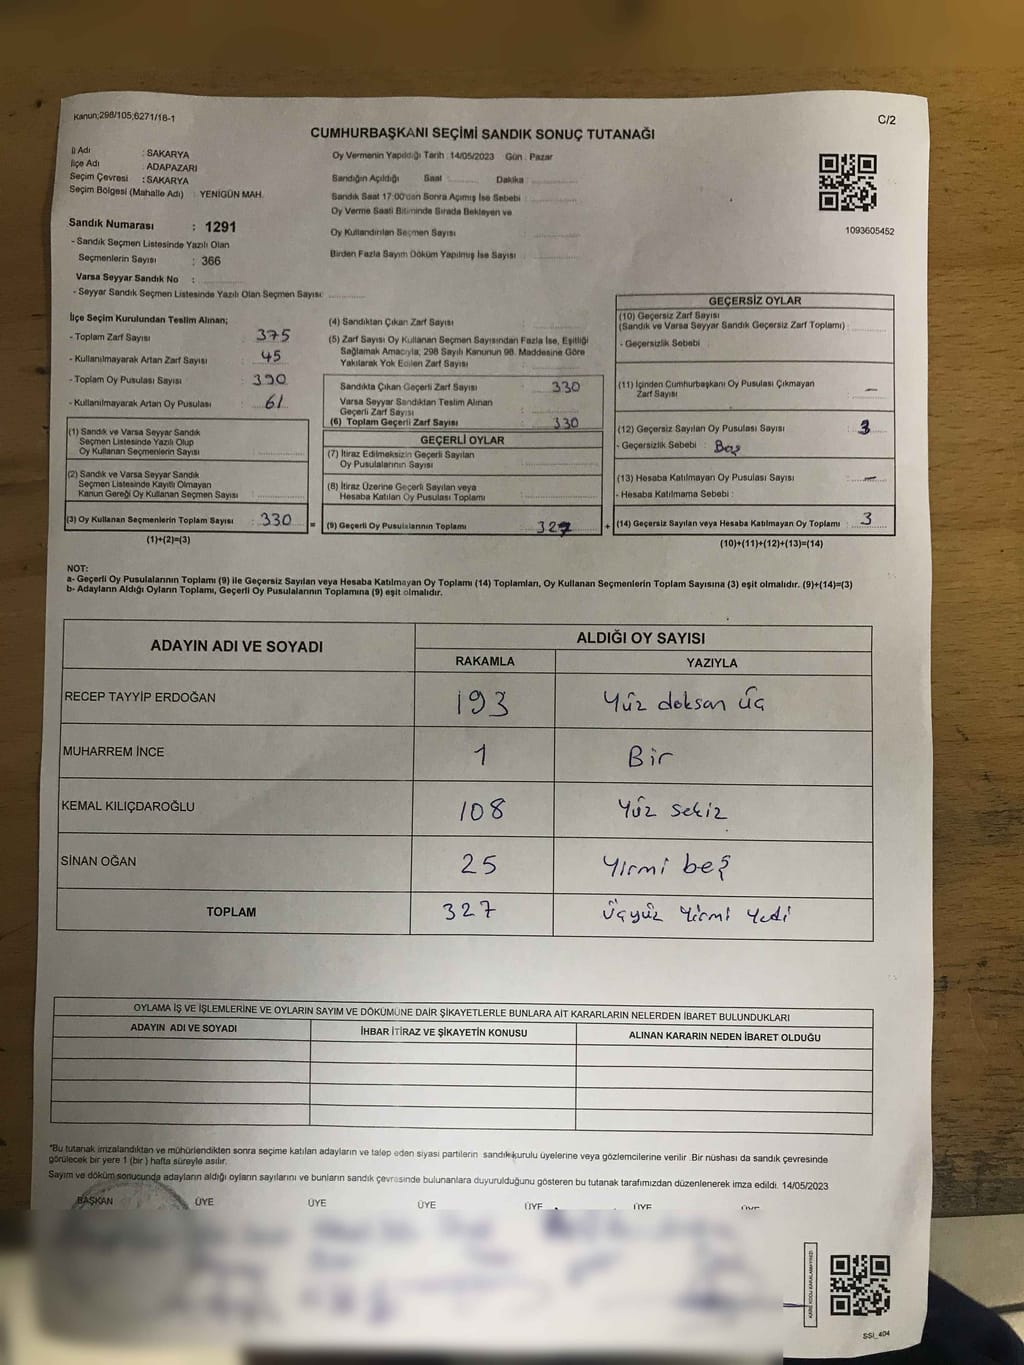 Kanun;298/105;6271/18-1
C/2
CUMHURBAŞKANI SEÇİMİ SANDIK SONUÇ TUTANAĞI
İl Adı : SAKARYA
İlçe Adı : ADAPAZARI
Seçim Çevresi : SAKARYA
Seçim Bölgesi (Mahalle Adı) : YENİGÜN MAH.
Oy Vermenin Yapıldığı Tarih : 14/05/2023 Gün : Pazar
Sandığın Açıldığı Saat : Dakika :
Sandık Saat 17:00'den Sonra Açımış İse Sebebi :
Oy Verme Saati Bitiminde Sırada Bekleyen ve
Oy Kullandırılan Seçmen Sayısı :
Birden Fazla Sayım Döküm Yapılmış İse Sayısı :
1093605452
Sandık Numarası : 1291
- Sandık Seçmen Listesinde Yazılı Olan
Seçmenlerin Sayısı : 366
Varsa Seyyar Sandık No :
- Seyyar Sandık Seçmen Listesinde Yazılı Olan Seçmen Sayısı:
İlçe Seçim Kurulundan Teslim Alınan;
- Toplam Zarf Sayısı : 375
- Kullanılmayarak Artan Zarf Sayısı : 45
- Toplam Oy Pusulası Sayısı : 390
- Kullanılmayarak Artan Oy Pusulası : 61
(1) Sandık ve Varsa Seyyar Sandık
Seçmen Listesinde Yazılı Olup
Oy Kullanan Seçmenlerin Sayısı :
(2) Sandık ve Varsa Seyyar Sandık
Seçmen Listesinde Kayıtlı Olmayan
Kanun Gereği Oy Kullanan Seçmen Sayısı :
(3) Oy Kullanan Seçmenlerin Toplam Sayısı : 330
(1)+(2)=(3)
=
(4) Sandıktan Çıkan Zarf Sayısı :
(5) Zarf Sayısı Oy Kullanan Seçmen Sayısından Fazla İse, Eşitliği
Sağlamak Amacıyla; 298 Sayılı Kanunun 98. Maddesine Göre
Yakılarak Yok Edilen Zarf Sayısı :
Sandıkta Çıkan Geçerli Zarf Sayısı : 330
Varsa Seyyar Sandıktan Teslim Alınan
Geçerli Zarf Sayısı :
(6) Toplam Geçerli Zarf Sayısı : 330
GEÇERLİ OYLAR
(7) İtiraz Edilmeksizin Geçerli Sayılan
Oy Pusulalarının Sayısı :
(8) İtiraz Üzerine Geçerli Sayılan veya
Hesaba Katılan Oy Pusulası Toplamı :
(9) Geçerli Oy Pusulalarının Toplamı : 327
+
GEÇERSİZ OYLAR
(10) Geçersiz Zarf Sayısı
(Sandık ve Varsa Seyyar Sandık Geçersiz Zarf Toplamı) :
- Geçersizlik Sebebi :
(11) İçinden Cumhurbaşkanı Oy Pusulası Çıkmayan
Zarf Sayısı : —
(12) Geçersiz Sayılan Oy Pusulası Sayısı : 3
- Geçersizlik Sebebi : Boş
(13) Hesaba Katılmayan Oy Pusulası Sayısı : —
- Hesaba Katılmama Sebebi :
(14) Geçersiz Sayılan veya Hesaba Katılmayan Oy Toplamı : 3
(10)+(11)+(12)+(13)=(14)
NOT:
a- Geçerli Oy Pusulalarının Toplamı (9) ile Geçersiz Sayılan veya Hesaba Katılmayan Oy Toplamı (14) Toplamları, Oy Kullanan Seçmenlerin Toplam Sayısına (3) eşit olmalıdır. (9)+(14)=(3)
b- Adayların Aldığı Oyların Toplamı, Geçerli Oy Pusulalarının Toplamına (9) eşit olmalıdır.
ADAYIN ADI VE SOYADI
ALDIĞI OY SAYISI
RAKAMLA YAZIYLA
RECEP TAYYİP ERDOĞAN 193 Yüz doksan üç
MUHARREM İNCE 1 Bir
KEMAL KILIÇDAROĞLU 108 Yüz sekiz
SİNAN OĞAN 25 Yirmi beş
TOPLAM 327 Üçyüz Yirmi Yedi
OYLAMA İŞ VE İŞLEMLERİNE VE OYLARIN SAYIM VE DÖKÜMÜNE DAİR ŞİKAYETLERLE BUNLARA AİT KARARLARIN NELERDEN İBARET BULUNDUKLARI
ADAYIN ADI VE SOYADI İHBAR İTİRAZ VE ŞİKAYETİN KONUSU ALINAN KARARIN NEDEN İBARET OLDUĞU
*Bu tutanak imzalandıktan ve mühürlendikten sonra seçime katılan adayların ve talep eden siyasi partilerin sandık kurulu üyelerine veya gözlemcilerine verilir. Bir nüshası da sandık çevresinde
görülecek bir yere 1 (bir) hafta süreyle asılır.
Sayım ve döküm sonucunda adayların aldığı oyların sayılarını ve bunların sandık çevresinde bulunanlara duyurulduğunu gösteren bu tutanak tarafımızdan düzenlenerek imza edildi. 14/05/2023
BAŞKAN ÜYE ÜYE ÜYE ÜYE ÜYE ÜYE
KARE KODU KARALAMAYINIZ!
SSI_404